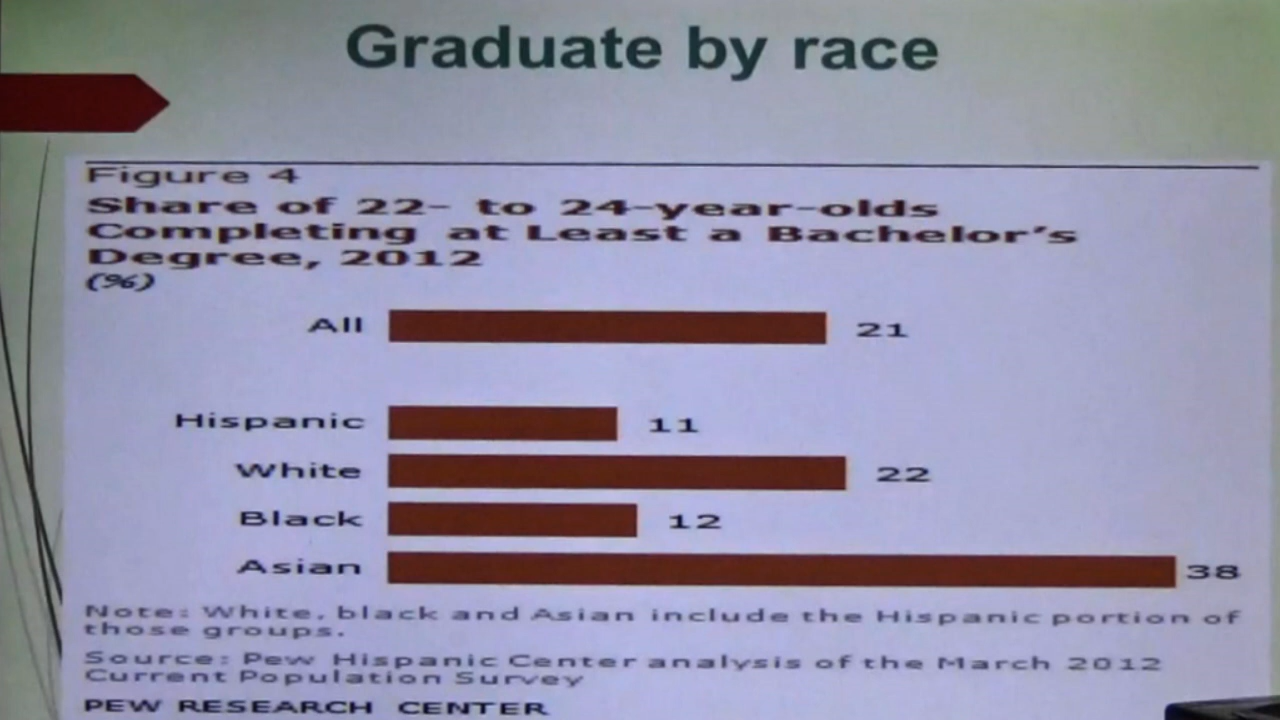 Graduate by race
Figure 4
Share of 22- to 24-year-olds
Completing at Least a Bachelor's
Degree, 2012
(%)
All 21
Hispanic 11
White 22
Black 12
Asian 38
Note: White, black and Asian include the Hispanic portion of
those groups.
Source: Pew Hispanic Center analysis of the March 2012
Current Population Survey
PEW RESEARCH CENTER